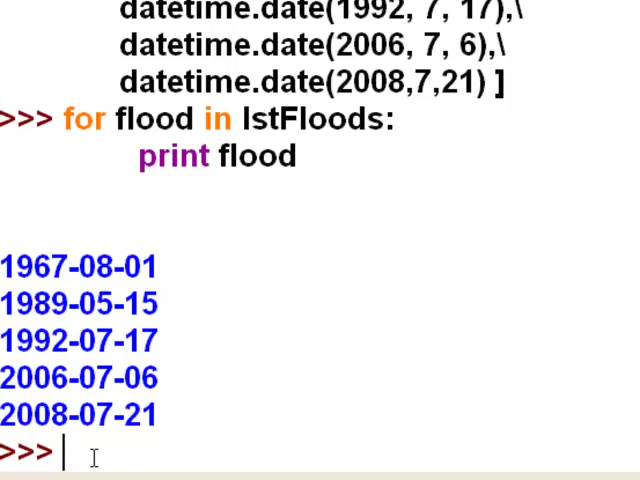 datetime.date(1992, 7, 17),\
datetime.date(2006, 7, 6),\
datetime.date(2008,7,21) ]
>>> for flood in lstFloods:
print flood
1967-08-01
1989-05-15
1992-07-17
2006-07-06
2008-07-21
>>>